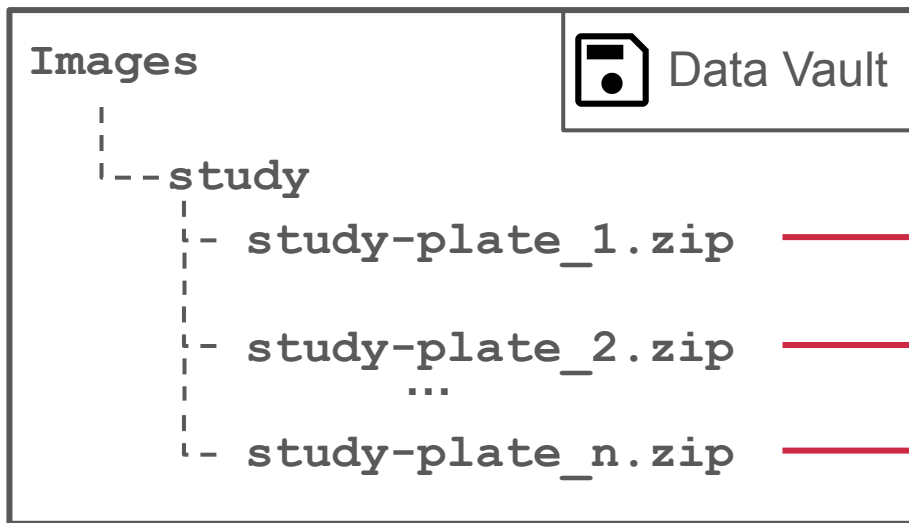 Images
Data Vault
study
study-plate_1.zip
study-plate_2.zip
...
study-plate_n.zip